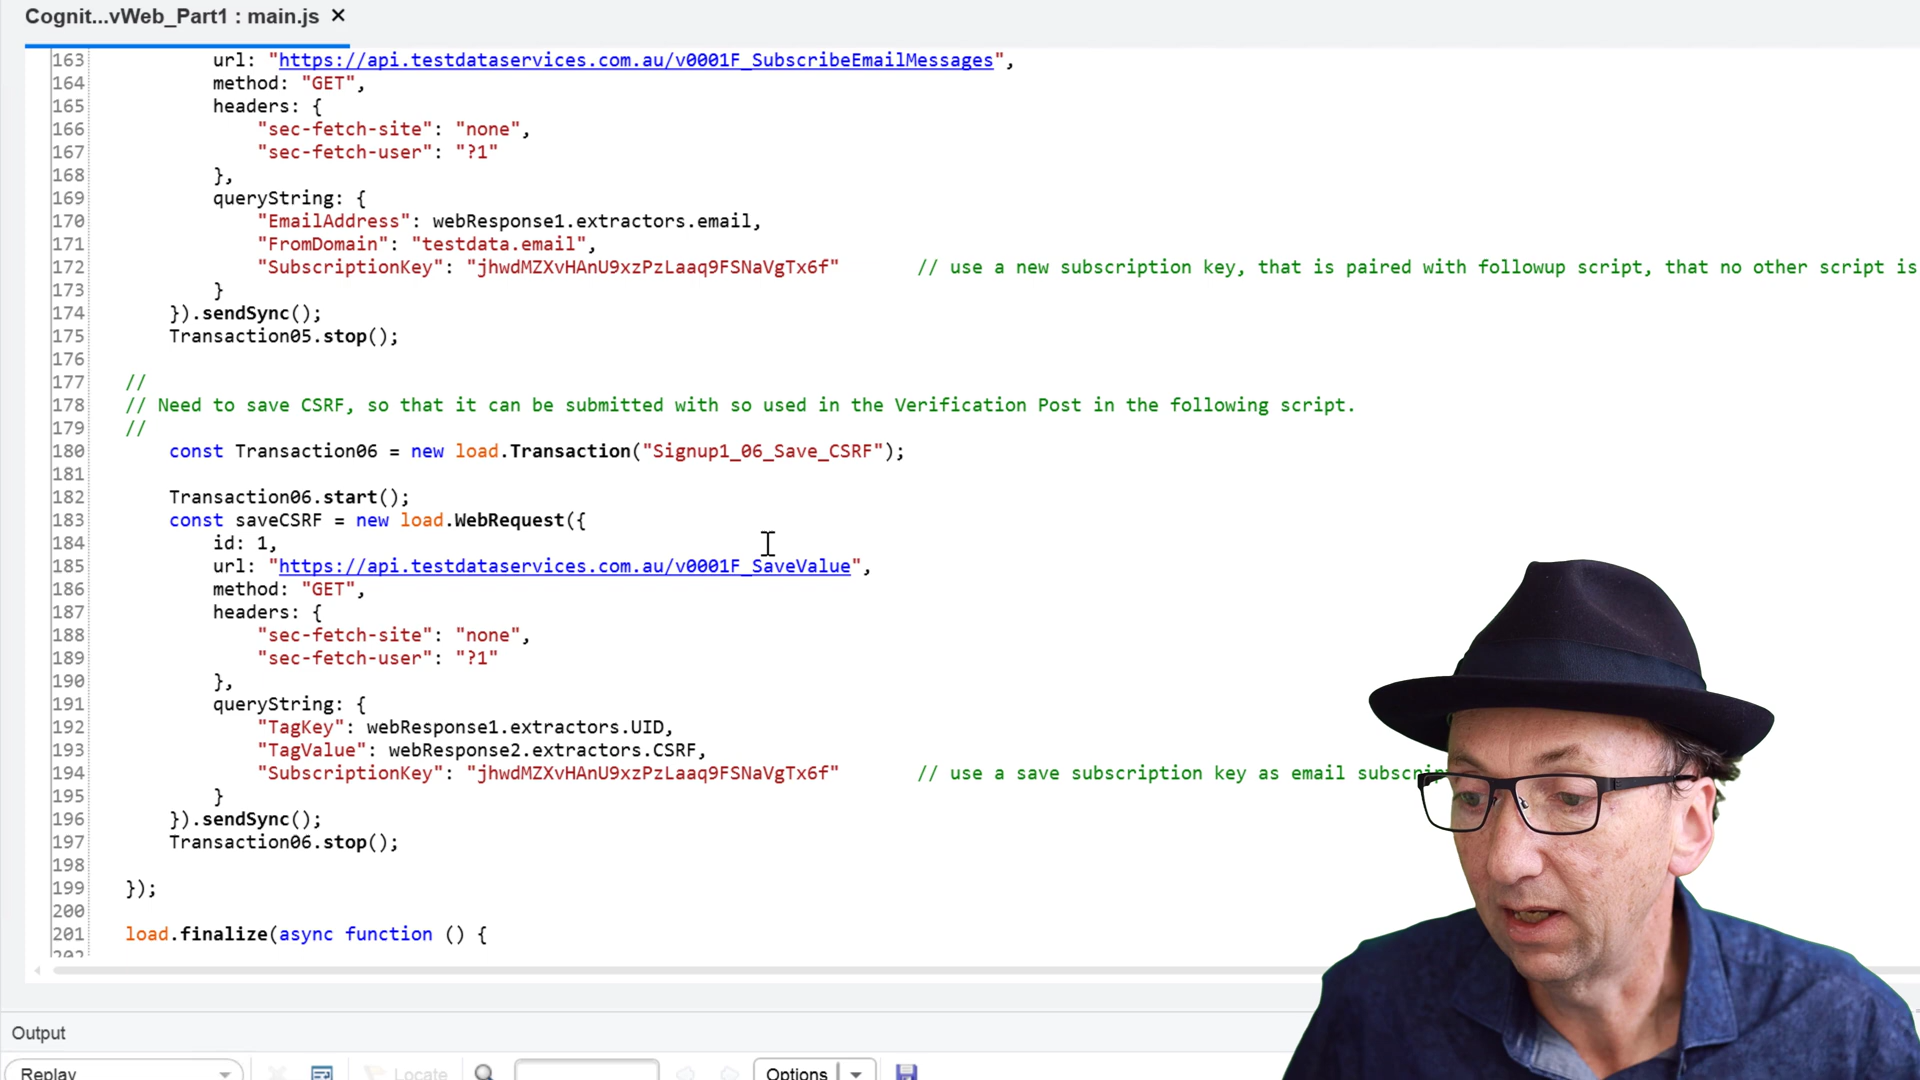 Cognit...vWeb_Part1 : main.js ×
163 url: "https://api.testdataservices.com.au/v0001F_SubscribeEmailMessages",
164 method: "GET",
165 headers: {
166 "sec-fetch-site": "none",
167 "sec-fetch-user": "?1"
168 },
169 queryString: {
170 "EmailAddress": webResponse1.extractors.email,
171 "FromDomain": "testdata.email",
172 "SubscriptionKey": "jhwdMZXvHAnU9xzPzLaaq9FSNaVgTx6f" // use a new subscription key, that is paired with followup script, that no other script is
173 }
174 }).sendSync();
175 Transaction05.stop();
176
177 //
178 // Need to save CSRF, so that it can be submitted with so used in the Verification Post in the following script.
179 //
180 const Transaction06 = new load.Transaction("Signup1_06_Save_CSRF");
181
182 Transaction06.start();
183 const saveCSRF = new load.WebRequest({
184 id: 1,
185 url: "https://api.testdataservices.com.au/v0001F_SaveValue",
186 method: "GET",
187 headers: {
188 "sec-fetch-site": "none",
189 "sec-fetch-user": "?1"
190 },
191 queryString: {
192 "TagKey": webResponse1.extractors.UID,
193 "TagValue": webResponse2.extractors.CSRF,
194 "SubscriptionKey": "jhwdMZXvHAnU9xzPzLaaq9FSNaVgTx6f" // use a save subscription key as email
195 }
196 }).sendSync();
197 Transaction06.stop();
198
199 });
200
201 load.finalize(async function () {
202
Output
Replay Locate Options